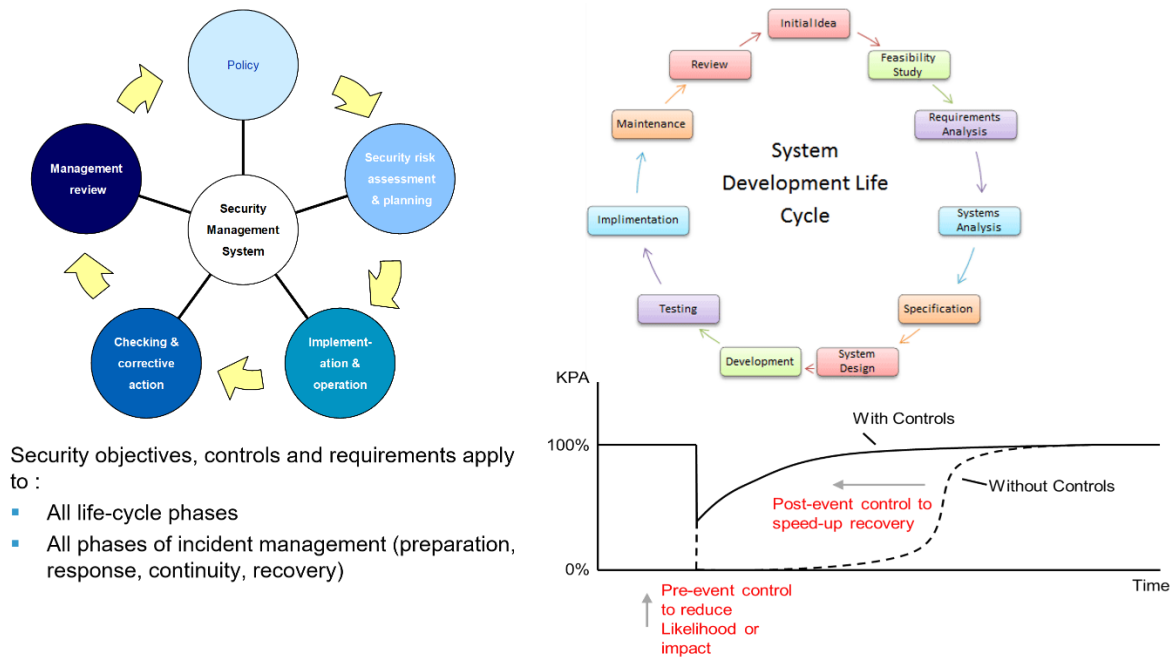 Policy
Security risk
assessment
& planning
Implement-
ation &
operation
Checking &
corrective
action
Management
review
Security
Management
System
Security objectives, controls and requirements apply
to :
▪ All life-cycle phases
▪ All phases of incident management (preparation,
response, continuity, recovery)
Initial Idea
Feasibility
Study
Requirements
Analysis
Systems
Analysis
Specification
System
Design
Development
Testing
Implimentation
Maintenance
Review
System
Development Life
Cycle
KPA
100%
0%
With Controls
Without Controls
Post-event control to
speed-up recovery
Time
Pre-event control
to reduce
Likelihood or
impact